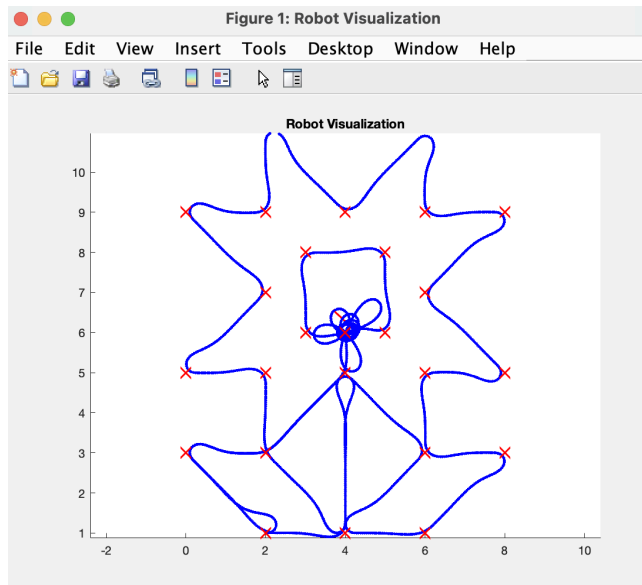 Figure 1: Robot Visualization
File Edit View Insert Tools Desktop Window Help
Robot Visualization
10
9
8
7
6
5
4
3
2
1
-2 0 2 4 6 8 10